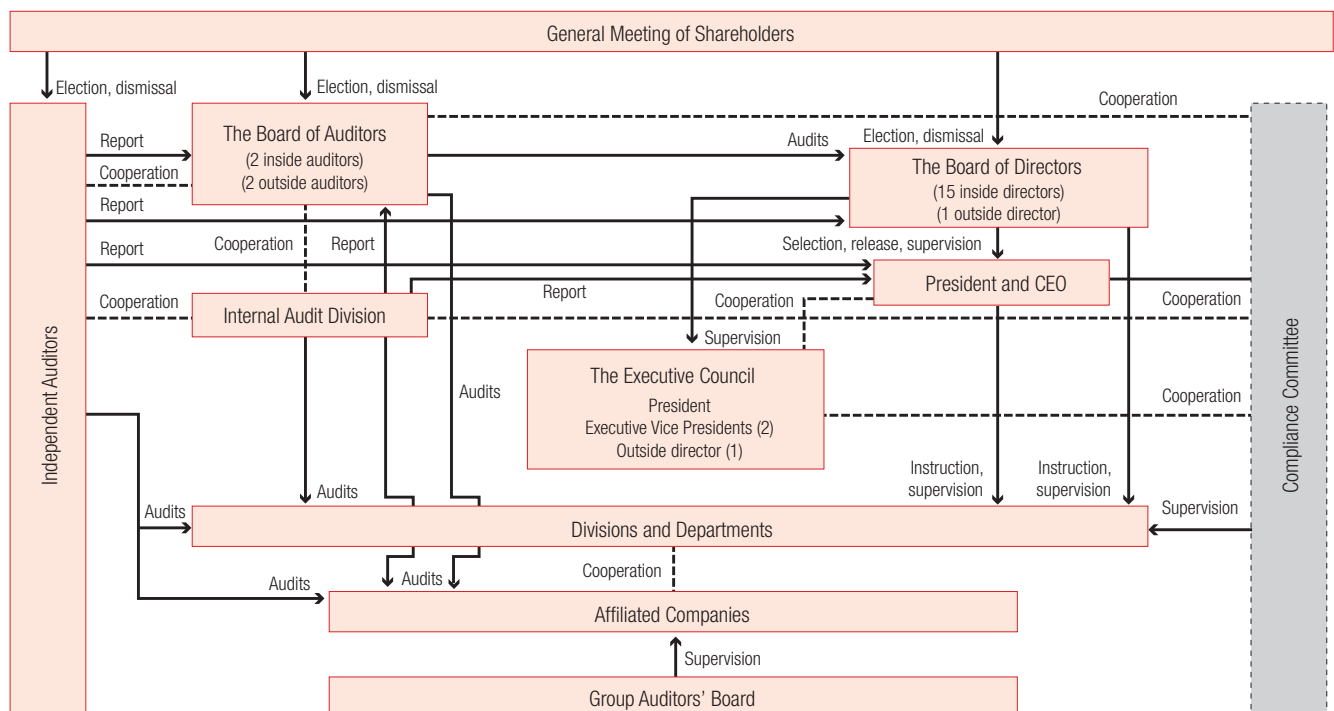 General Meeting of Shareholders
Election, dismissal
Election, dismissal
Election, dismissal
Cooperation
Independent Auditors
Report
The Board of Auditors
(2 inside auditors)
(2 outside auditors)
Audits
The Board of Directors
(15 inside directors)
(1 outside director)
Cooperation
Report
Cooperation
Report
Selection, release, supervision
Report
President and CEO
Report
Cooperation
Internal Audit Division
Cooperation
Cooperation
Supervision
The Executive Council
President
Executive Vice Presidents (2)
Outside director (1)
Audits
Cooperation
Compliance Committee
Instruction,
supervision
Instruction,
supervision
Audits
Audits
Divisions and Departments
Supervision
Audits
Audits
Cooperation
Affiliated Companies
Supervision
Group Auditors' Board